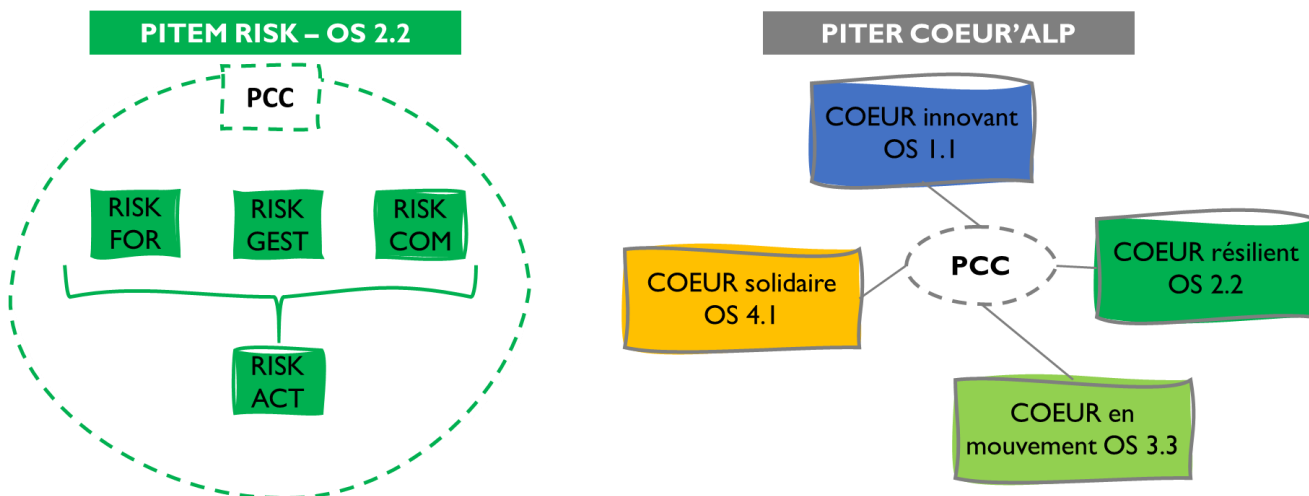 PITEM RISK – OS 2.2
PCC
RISK
FOR
RISK
GEST
RISK
COM
RISK
ACT
PITER COEUR'ALP
COEUR innovant
OS 1.1
COEUR solidaire
OS 4.1
PCC
COEUR résilient
OS 2.2
COEUR en
mouvement OS 3.3